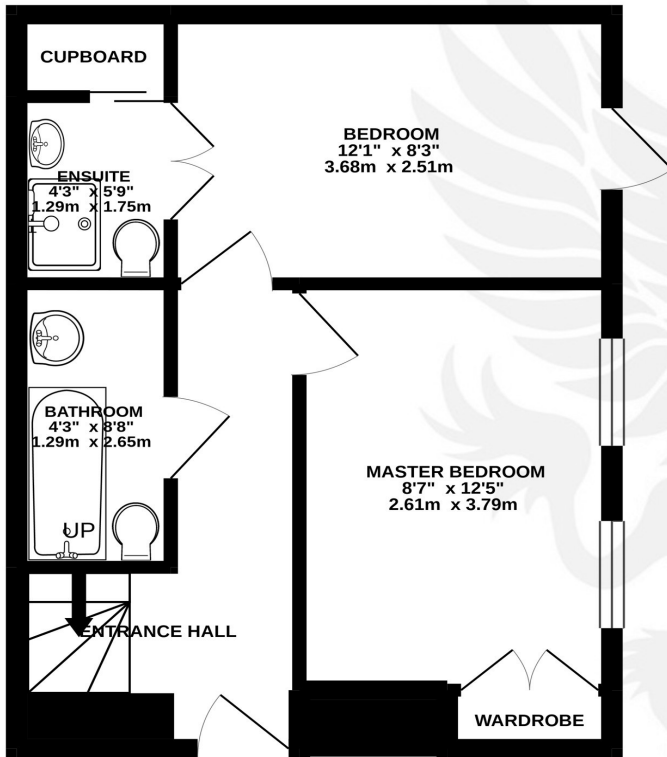 CUPBOARD
BEDROOM
12'1" x 8'3"
3.68m x 2.51m
ENSUITE
4'3" x 5'9"
1.29m x 1.75m
BATHROOM
4'3" x 8'8"
1.29m x 2.65m
UP
MASTER BEDROOM
8'7" x 12'5"
2.61m x 3.79m
ENTRANCE HALL
WARDROBE